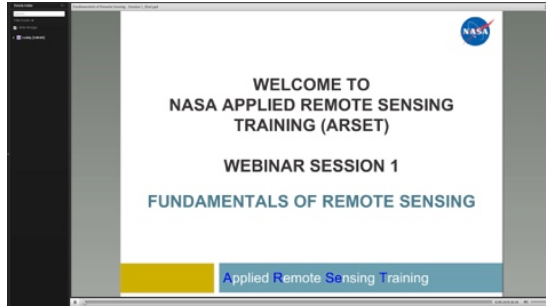 NASA
WELCOME TO
NASA APPLIED REMOTE SENSING
TRAINING (ARSET)
WEBINAR SESSION 1
FUNDAMENTALS OF REMOTE SENSING
Applied Remote Sensing Training